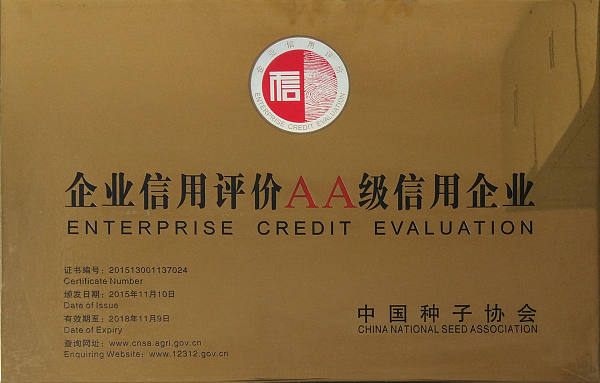 企业信用评价
信
ENTERPRISE CREDIT EVALUATION
企业信用评价AA级信用企业
ENTERPRISE CREDIT EVALUATION
证书编号：201513001137024
Certificate Number
颁发日期：2015年11月10日
Date of Issue
有效期至：2018年11月9日
Date of Expiry
查询网址：www.cnsa.agri.gov.cn
Enquiring Website: www.12312.gov.cn
中国种子协会
CHINA NATIONAL SEED ASSOCIATION